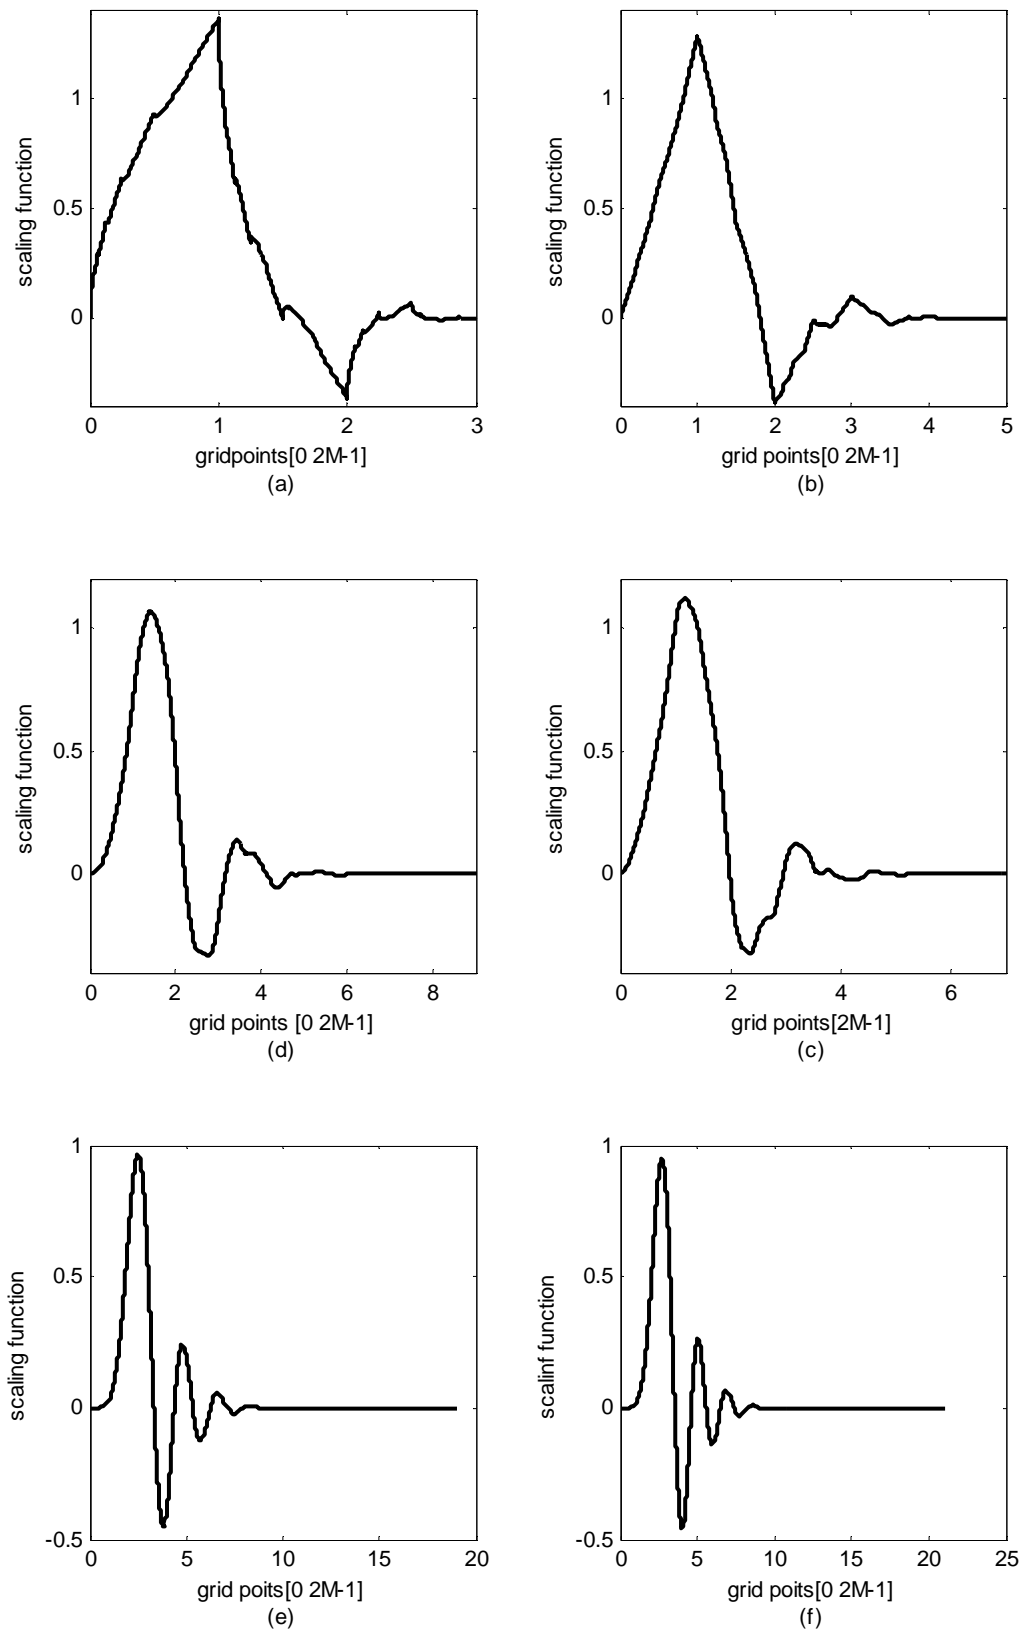 1
0.5
0
0 1 2 3
scaling function
gridpoints[0 2M-1]
(a)
1
0.5
0
0 1 2 3 4 5
scaling function
grid points[0 2M-1]
(b)
1
0.5
0
0 2 4 6 8
scaling function
grid points [0 2M-1]
(d)
1
0.5
0
0 2 4 6
scaling function
grid points[2M-1]
(c)
1
0.5
0
-0.5
0 5 10 15 20
scaling function
grid poits[0 2M-1]
(e)
1
0.5
0
-0.5
0 5 10 15 20 25
scalinf function
grid poits[0 2M-1]
(f)